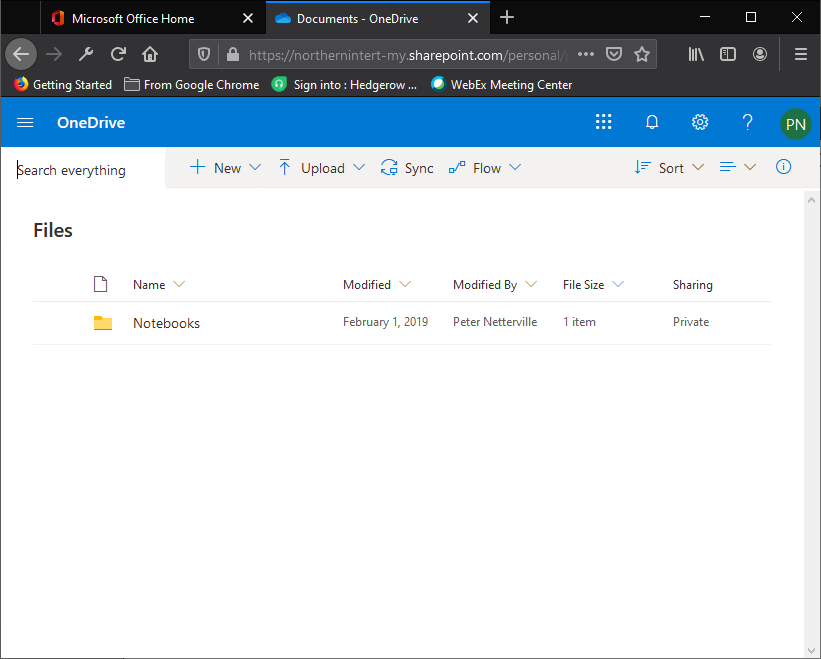 Microsoft Office Home
Documents - OneDrive
https://northernintert-my.sharepoint.com/personal/
Getting Started
From Google Chrome
Sign into : Hedgerow ...
WebEx Meeting Center
OneDrive
?
PN
Search everything
New
Upload
Sync
Flow
Sort
Files
Name
Modified
Modified By
File Size
Sharing
Notebooks
February 1, 2019
Peter Netterville
1 item
Private